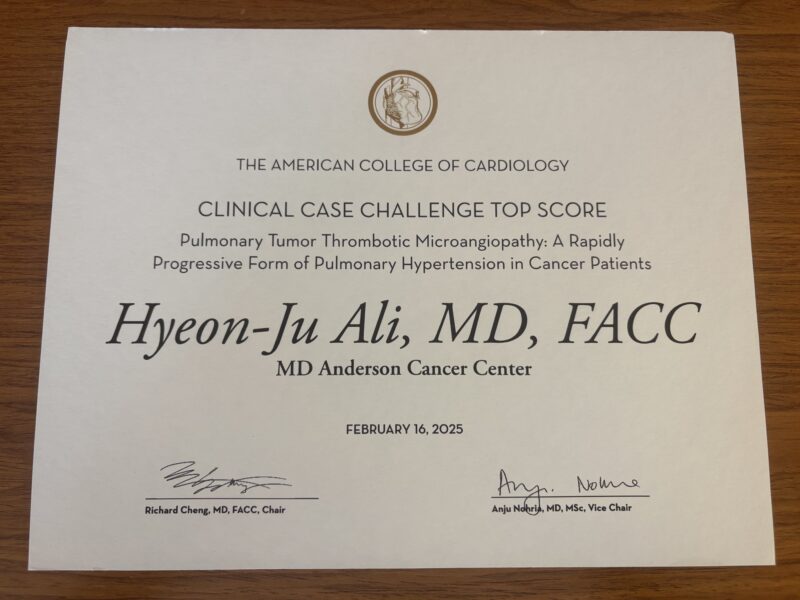 THE AMERICAN COLLEGE OF CARDIOLOGY
CLINICAL CASE CHALLENGE TOP SCORE
Pulmonary Tumor Thrombotic Microangiopathy: A Rapidly
Progressive Form of Pulmonary Hypertension in Cancer Patients
Hyeon-Ju Ali, MD, FACC
MD Anderson Cancer Center
FEBRUARY 16, 2025
Richard Cheng, MD, FACC, Chair
Anju Nohria, MD, MSc, Vice Chair